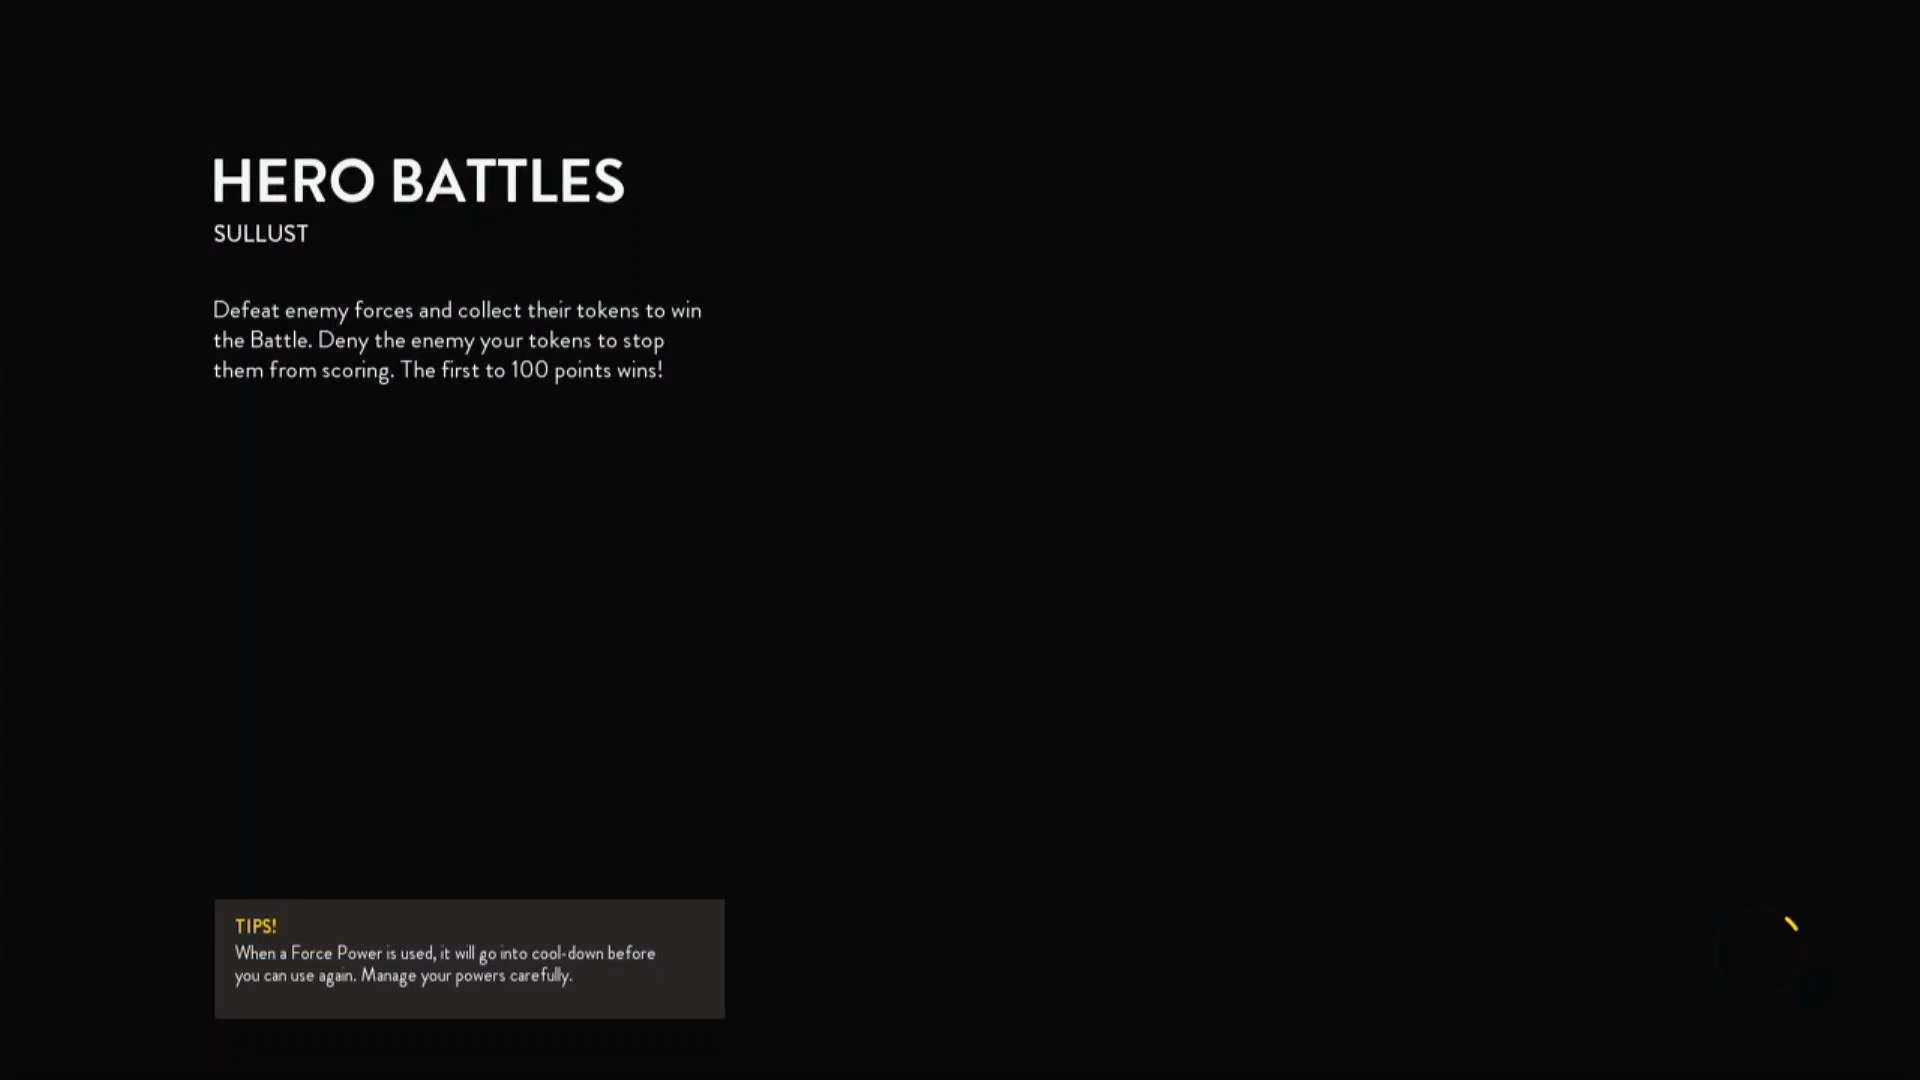 HERO BATTLES
SULLUST
Defeat enemy forces and collect their tokens to win
the Battle. Deny the enemy your tokens to stop
them from scoring. The first to 100 points wins!
TIPS!
When a Force Power is used, it will go into cool-down before
you can use again. Manage your powers carefully.